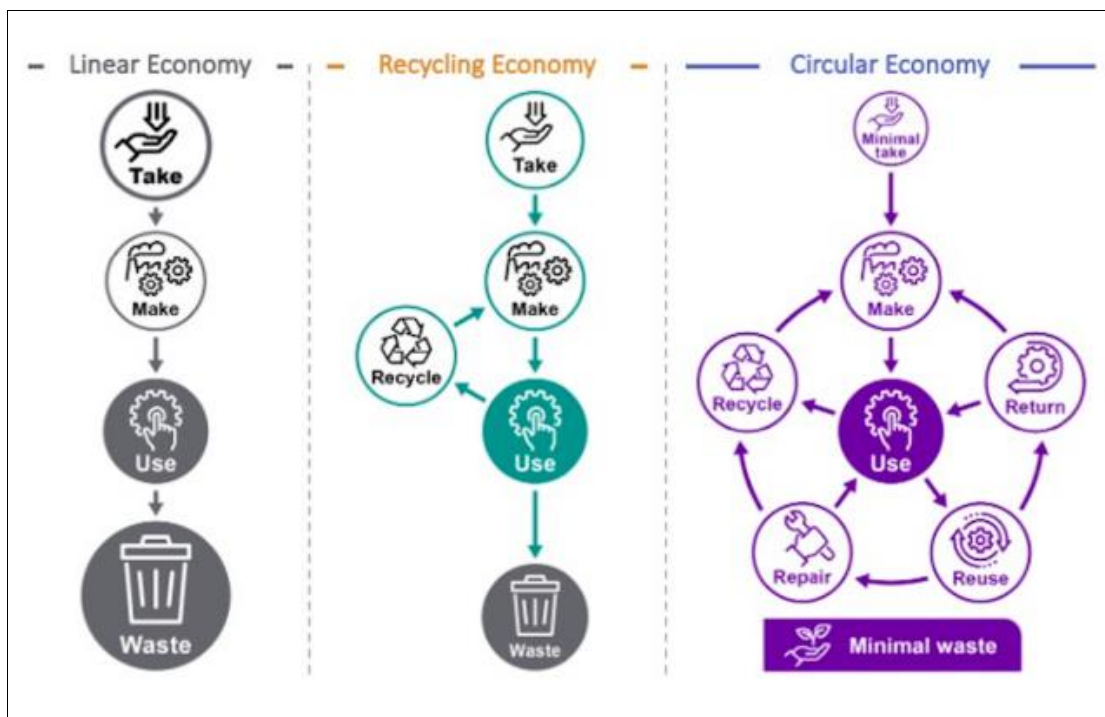 Linear Economy
Take
Make
Use
Waste
Recycling Economy
Take
Make
Recycle
Use
Waste
Circular Economy
Minimal
take
Make
Recycle
Return
Use
Repair
Reuse
Minimal waste